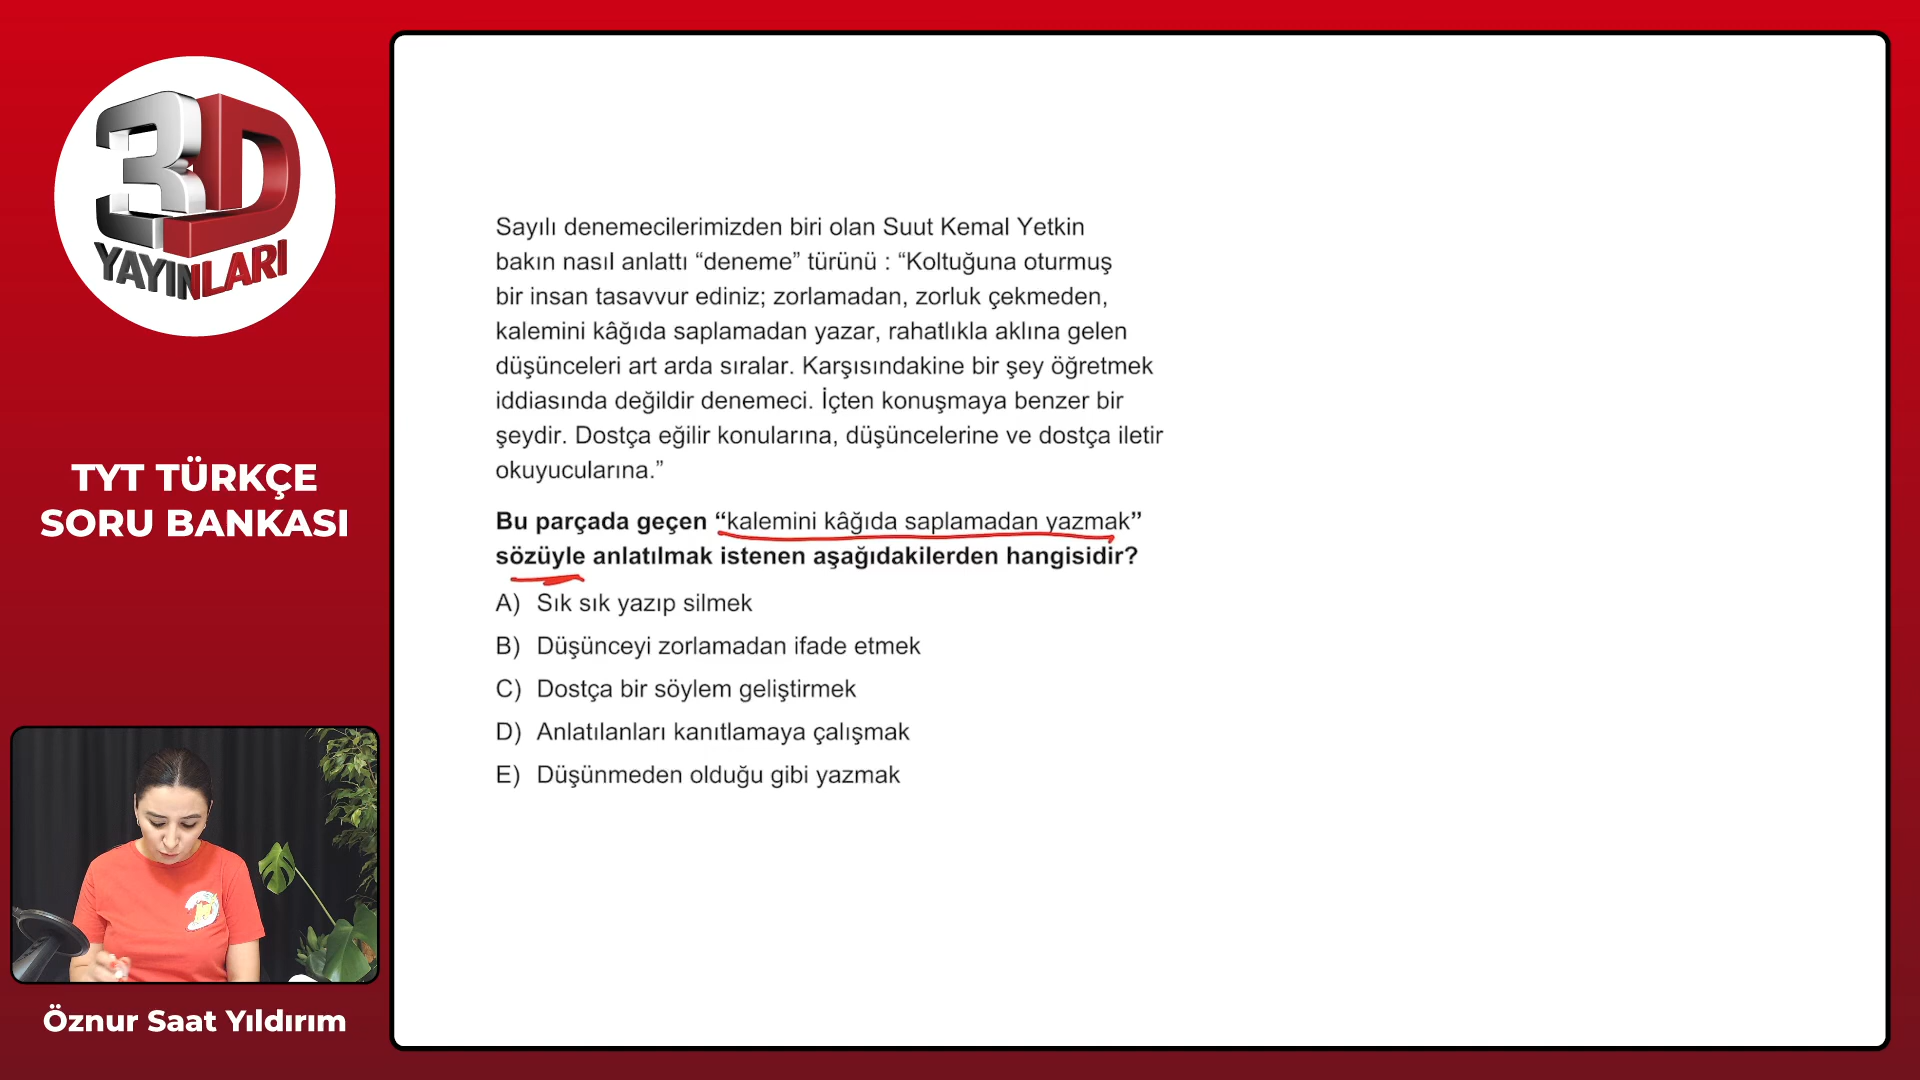 3D
YAYINLARI
TYT TÜRKÇE
SORU BANKASI
Öznur Saat Yıldırım
Sayılı denemecilerimizden biri olan Suut Kemal Yetkin
bakın nasıl anlattı “deneme” türünü : “Koltuğuna oturmuş
bir insan tasavvur ediniz; zorlamadan, zorluk çekmeden,
kalemini kâğıda saplamadan yazar, rahatlıkla aklına gelen
düşünceleri art arda sıralar. Karşısındakine bir şey öğretmek
iddiasında değildir denemeci. İçten konuşmaya benzer bir
şeydir. Dostça eğilir konularına, düşüncelerine ve dostça iletir
okuyucularına.”
Bu parçada geçen “kalemini kâğıda saplamadan yazmak”
sözüyle anlatılmak istenen aşağıdakilerden hangisidir?
A) Sık sık yazıp silmek
B) Düşünceyi zorlamadan ifade etmek
C) Dostça bir söylem geliştirmek
D) Anlatılanları kanıtlamaya çalışmak
E) Düşünmeden olduğu gibi yazmak